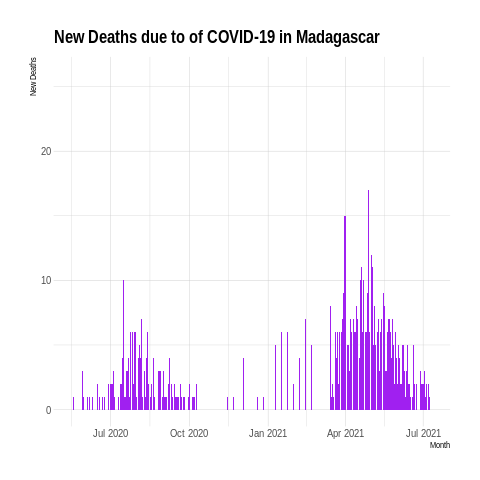 New Deaths due to of COVID-19 in Madagascar
New Deaths
20
10
0
Jul 2020 Oct 2020 Jan 2021 Apr 2021 Jul 2021
Month